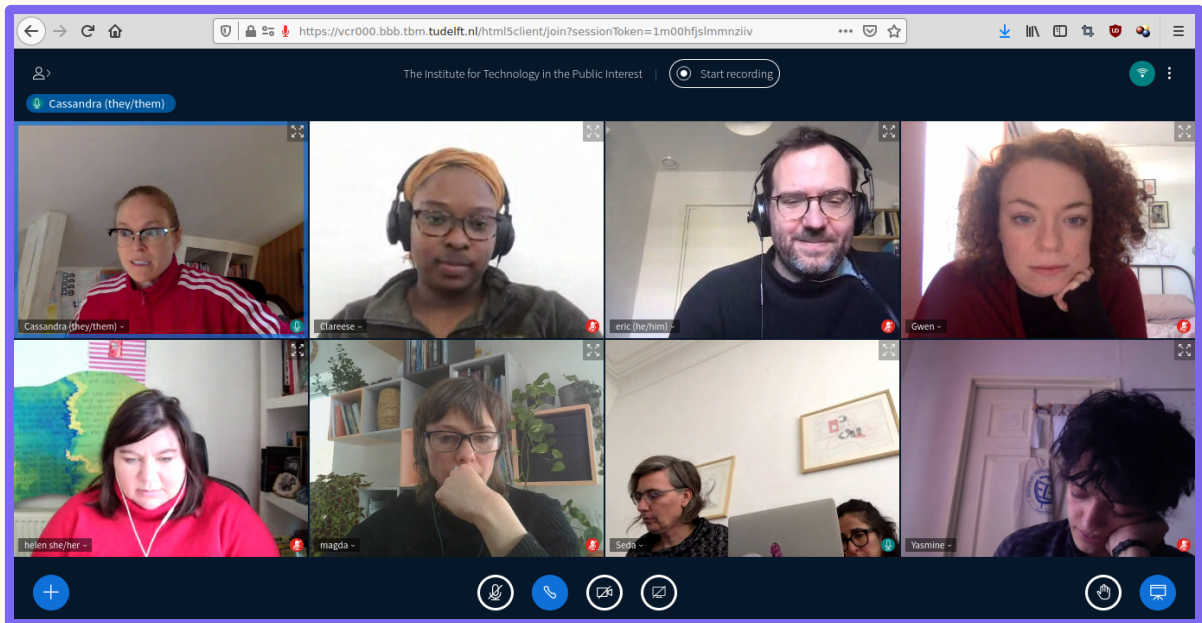 https://vcr000.bbb.tbm.tudelft.nl/html5client/join?sessionToken=1m00hfjslmmnziiv
The Institute for Technology in the Public Interest | Start recording
Cassandra (they/them)
Cassandra (they/them)
Clareese
eric (he/him)
Gwen
helen she/her
magda
Seda
Yasmine